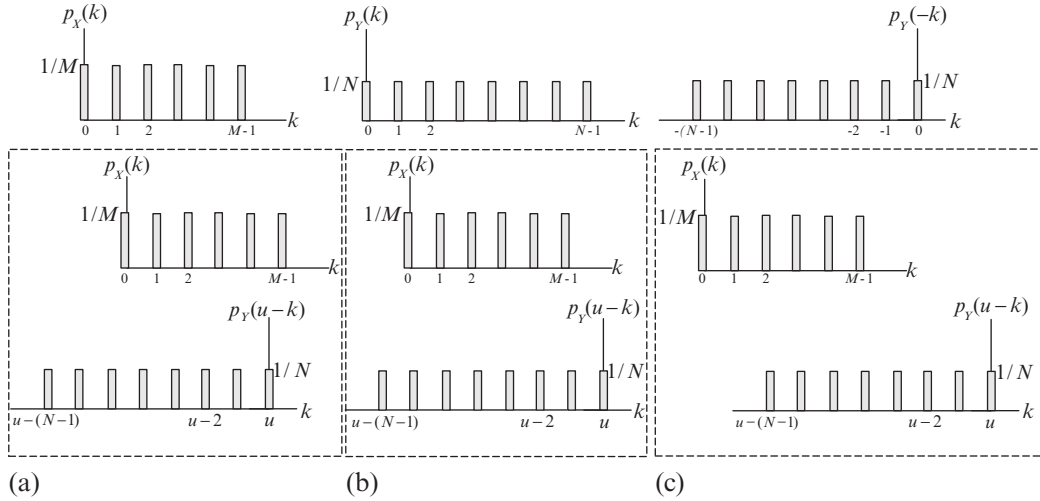 p_X(k)
1/M
0 1 2 M-1 k
p_Y(k)
1/N
0 1 2 N-1 k
p_Y(-k)
1/N
-(N-1) -2 -1 0 k
p_X(k)
1/M
0 1 2 M-1 k
p_Y(u-k)
1/N
u-(N-1) u-2 u k
(a)
p_X(k)
1/M
0 1 2 M-1 k
p_Y(u-k)
1/N
u-(N-1) u-2 u k
(b)
p_X(k)
1/M
0 1 2 M-1 k
p_Y(u-k)
1/N
u-(N-1) u-2 u k
(c)